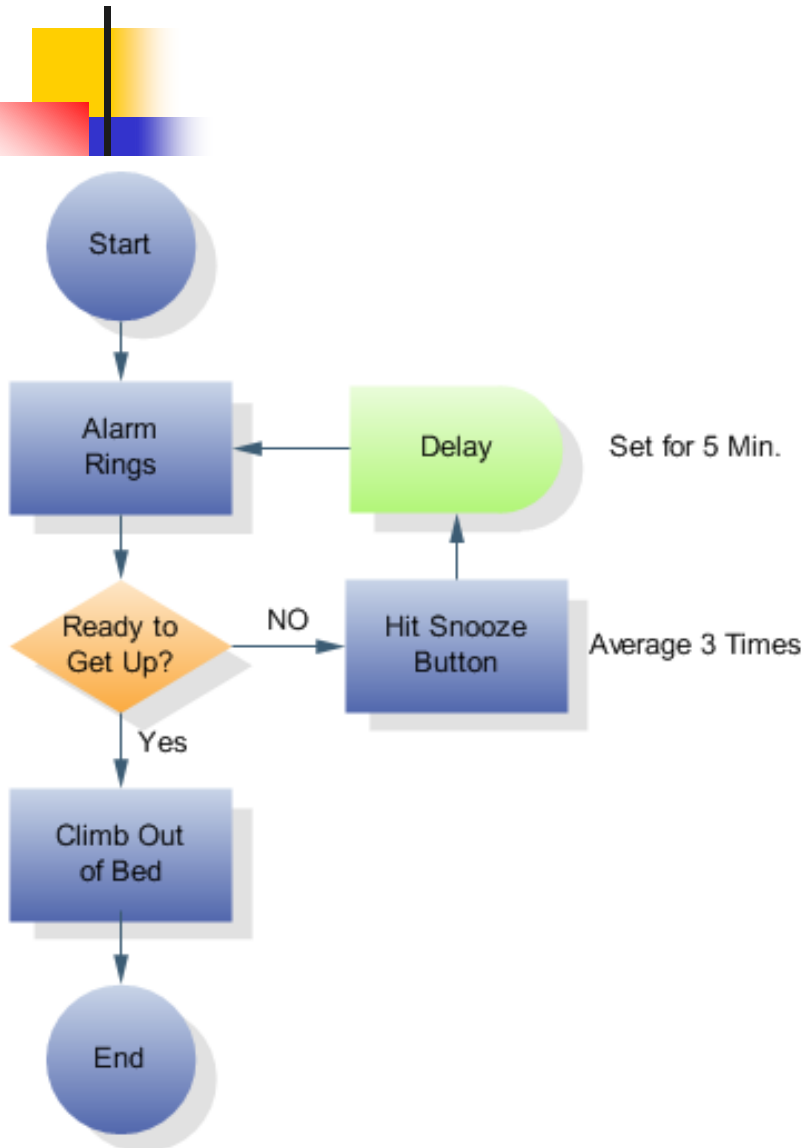 Start
Alarm
Rings
Delay
Set for 5 Min.
Ready to
Get Up?
NO
Hit Snooze
Button
Average 3 Times
Yes
Climb Out
of Bed
End